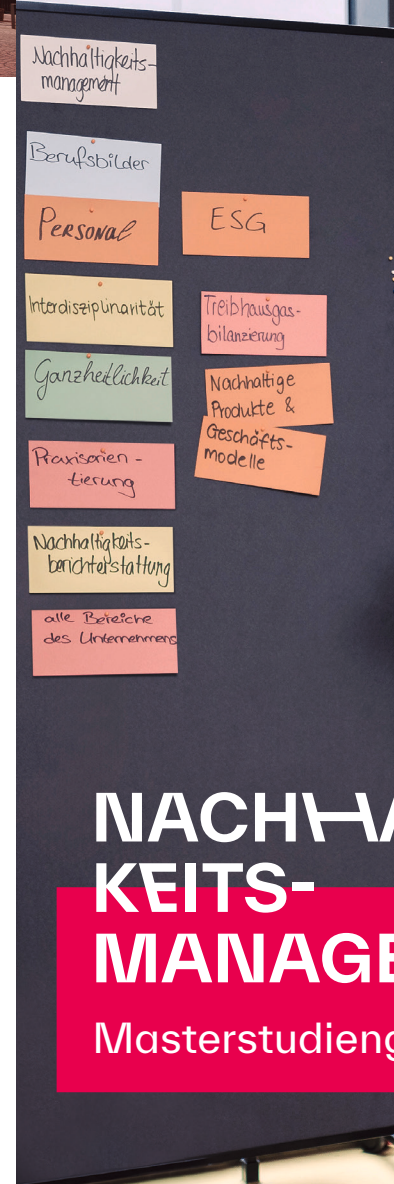 Nachhaltigkeits-
management
Berufsbilder
Personal
Interdisziplinarität
Ganzheitlichkeit
Praxisorien-
tierung
Nachhaltigkeits-
berichterstattung
alle Bereiche
des Unternehmens
ESG
Treibhausgas-
bilanzierung
Nachhaltige
Produkte &
Geschäfts-
modelle
NACHHA
KEITS-
MANAGE
Masterstudieng